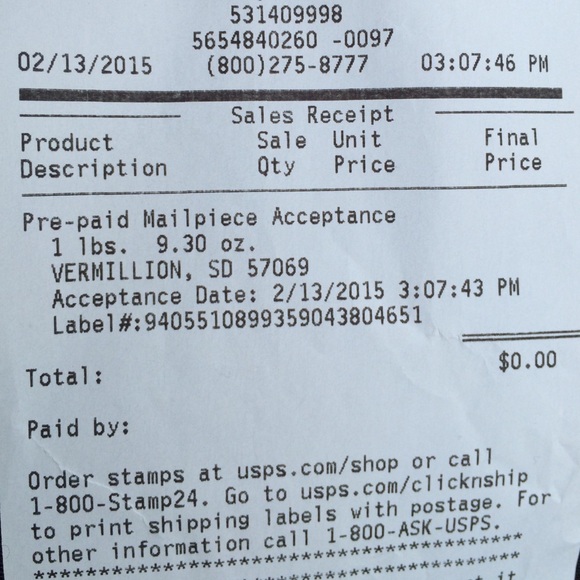 531409998
5654840260 -0097
02/13/2015 (800)275-8777 03:07:46 PM
Sales Receipt
Product Sale Unit Final
Description Qty Price Price
Pre-paid Mailpiece Acceptance
1 lbs. 9.30 oz.
VERMILLION, SD 57069
Acceptance Date: 2/13/2015 3:07:43 PM
Label#:9405510899359043804651
$0.00
Total:
Paid by:
Order stamps at usps.com/shop or call
1-800-Stamp24. Go to usps.com/clicknship
to print shipping labels with postage. For
other information call 1-800-ASK-USPS.
****************************************
****************************************
it